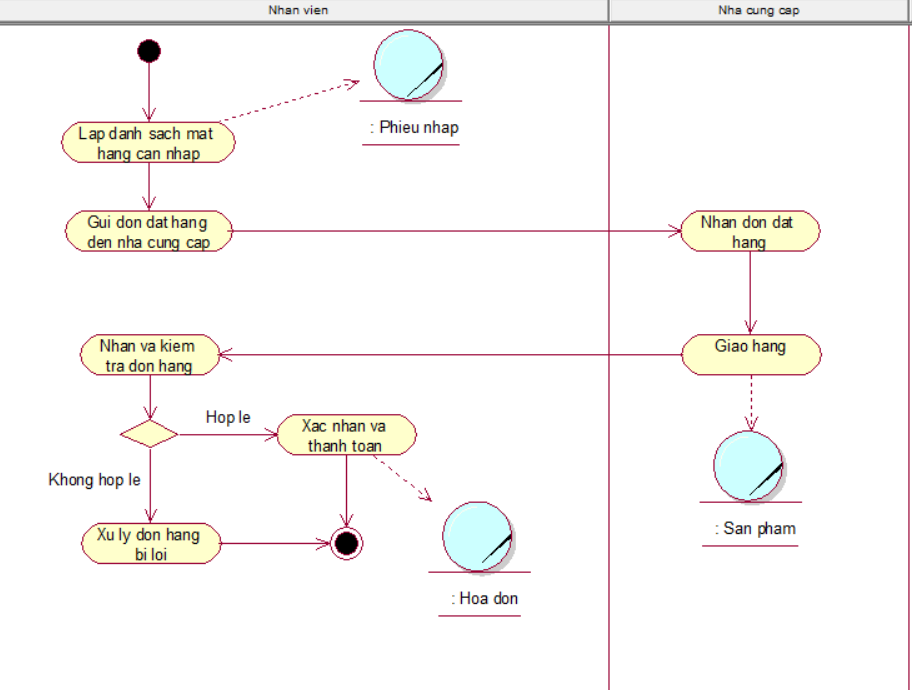 Nhan vien
Nha cung cap
: Phieu nhap
Lap danh sach mat
hang can nhap
Gui don dat hang
den nha cung cap
Nhan don dat
hang
Nhan va kiem
tra don hang
Giao hang
Hop le
Xac nhan va
thanh toan
Khong hop le
: San pham
Xu ly don hang
bi loi
: Hoa don